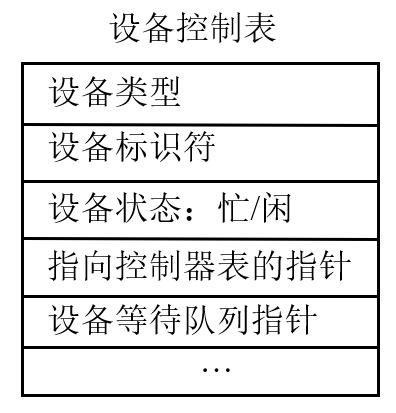 设备控制表
设备类型
设备标识符
设备状态：忙/闲
指向控制器表的指针
设备等待队列指针
…